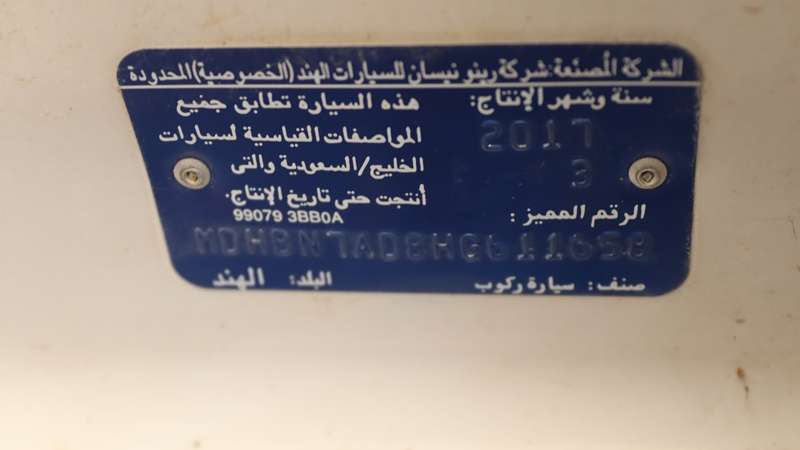 الشركة المصنعة: شركة رينو نيسان للسيارات الهند (الخصوصية) المحدودة
سنة وشهر الإنتاج:
2017
3
هذه السيارة تطابق جميع
المواصفات القياسية لسيارات
الخليج/السعودية والتى
أنتجت حتى تاريخ الإنتاج.
99079 3BB0A
الرقم المميز :
MDHBN7AD8HG611658
صنف: سيارة ركوب
البلد: الهند